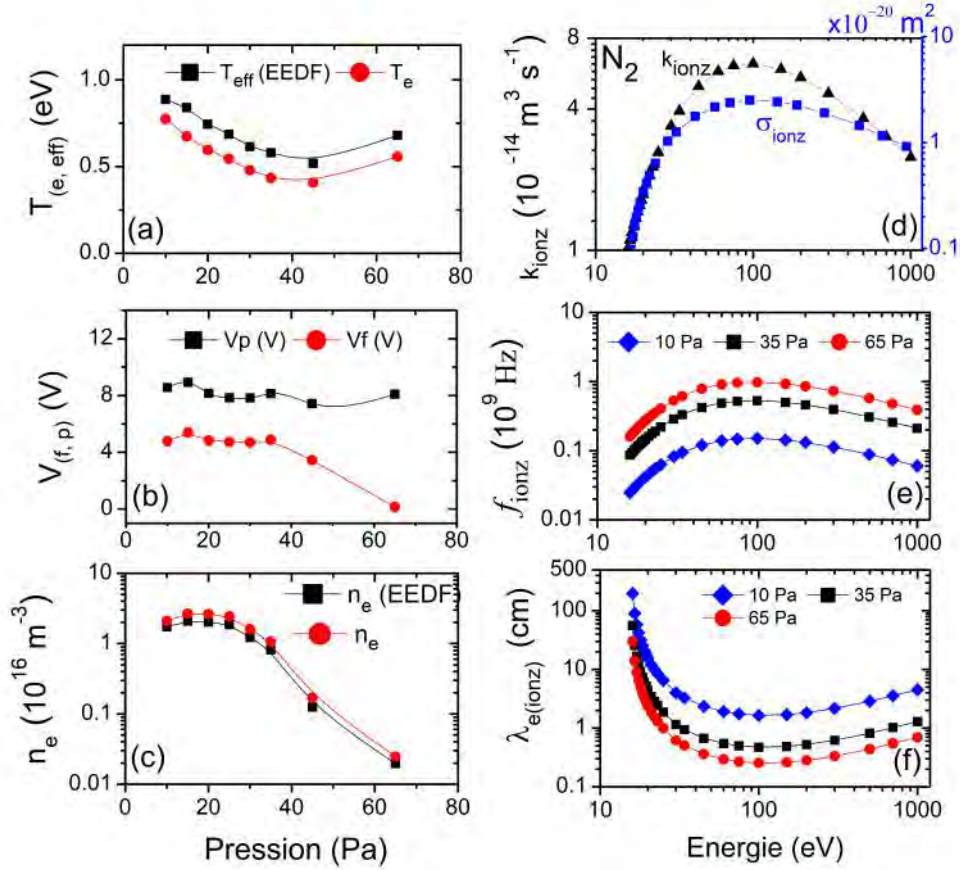 T(e, eff) (eV)
1.0
0.5
0.0
T_eff (EEDF) T_e
(a)
0 20 40 60 80
V(f, p) (V)
12
8
4
0
Vp (V) Vf (V)
(b)
0 20 40 60 80
n_e (10^16 m^-3)
10
1
0.1
0.01
n_e (EEDF)
n_e
(c)
0 20 40 60 80
Pression (Pa)
x10^-20 m^2
k_ionz (10^-14 m^3 s^-1)
8
4
1
N_2
k_ionz
σ_ionz
(d)
10^1
10^0
0.1
10 100 1000
f_ionz (10^9 Hz)
10
1
0.1
0.01
10 Pa 35 Pa 65 Pa
(e)
10 100 1000
λ_e(ionz) (cm)
500
100
10
1
0.1
10 Pa 35 Pa
65 Pa
(f)
10 100 1000
Energie (eV)